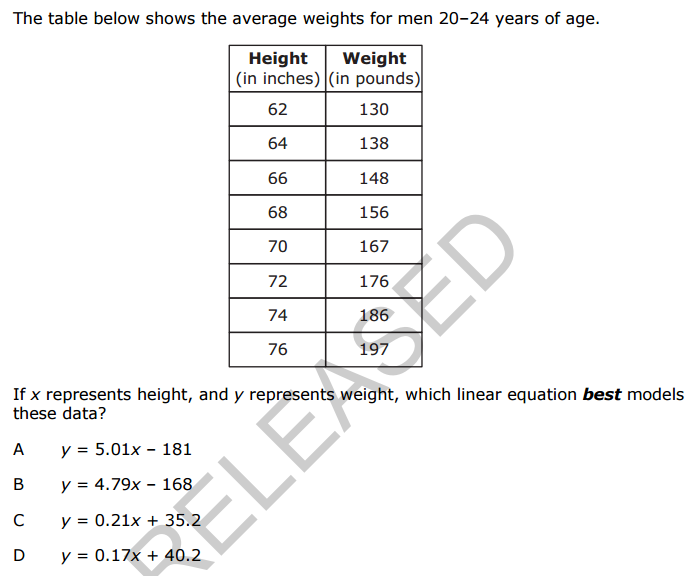 The table below shows the average weights for men 20–24 years of age.
Height Weight
(in inches) (in pounds)
62 130
64 138
66 148
68 156
70 167
72 176
74 186
76 197
If x represents height, and y represents weight, which linear equation best models
these data?
A y = 5.01x – 181
B y = 4.79x – 168
C y = 0.21x + 35.2
D y = 0.17x + 40.2
RELEASED